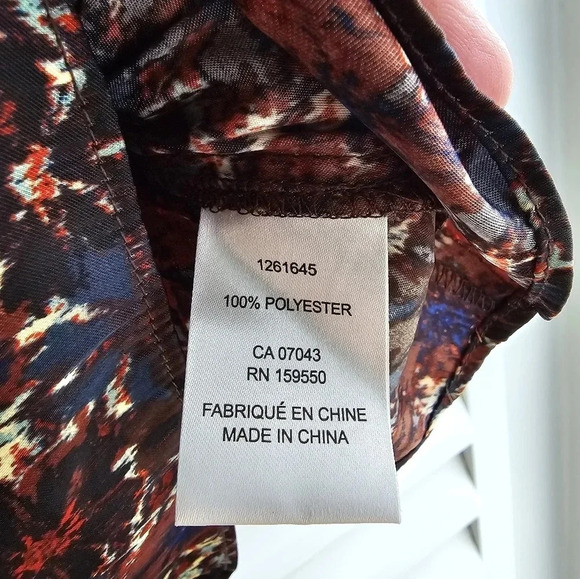 1261645
100% POLYESTER
CA 07043
RN 159550
FABRIQUÉ EN CHINE
MADE IN CHINA